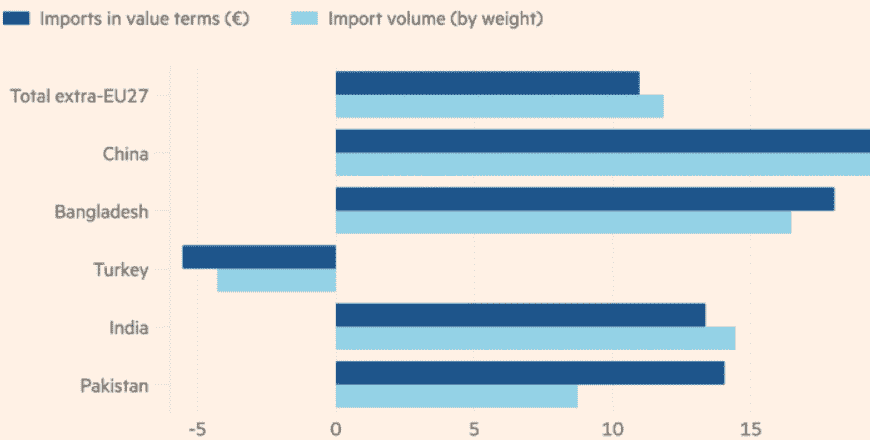 Imports in value terms (€) Import volume (by weight)
Total extra-EU27
China
Bangladesh
Turkey
India
Pakistan
-5 0 5 10 15